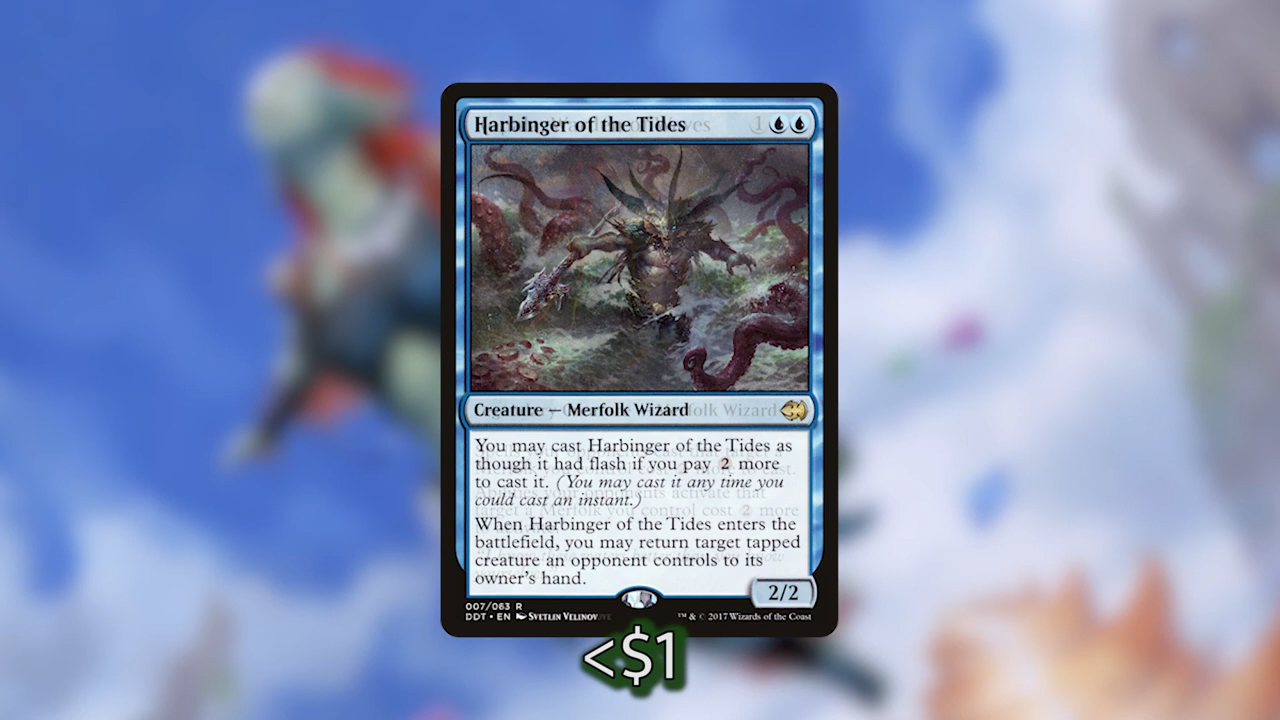 Harbinger of the Tides
1
Creature — Merfolk Wizard
You may cast Harbinger of the Tides as
though it had flash if you pay 2 more
to cast it. (You may cast it any time you
could cast an instant.)
When Harbinger of the Tides enters the
battlefield, you may return target tapped
creature an opponent controls to its
owner's hand.
2/2
007/063 R
DDT • EN SVETLIN VELINOV
™ & © 2017 Wizards of the Coast
<$1